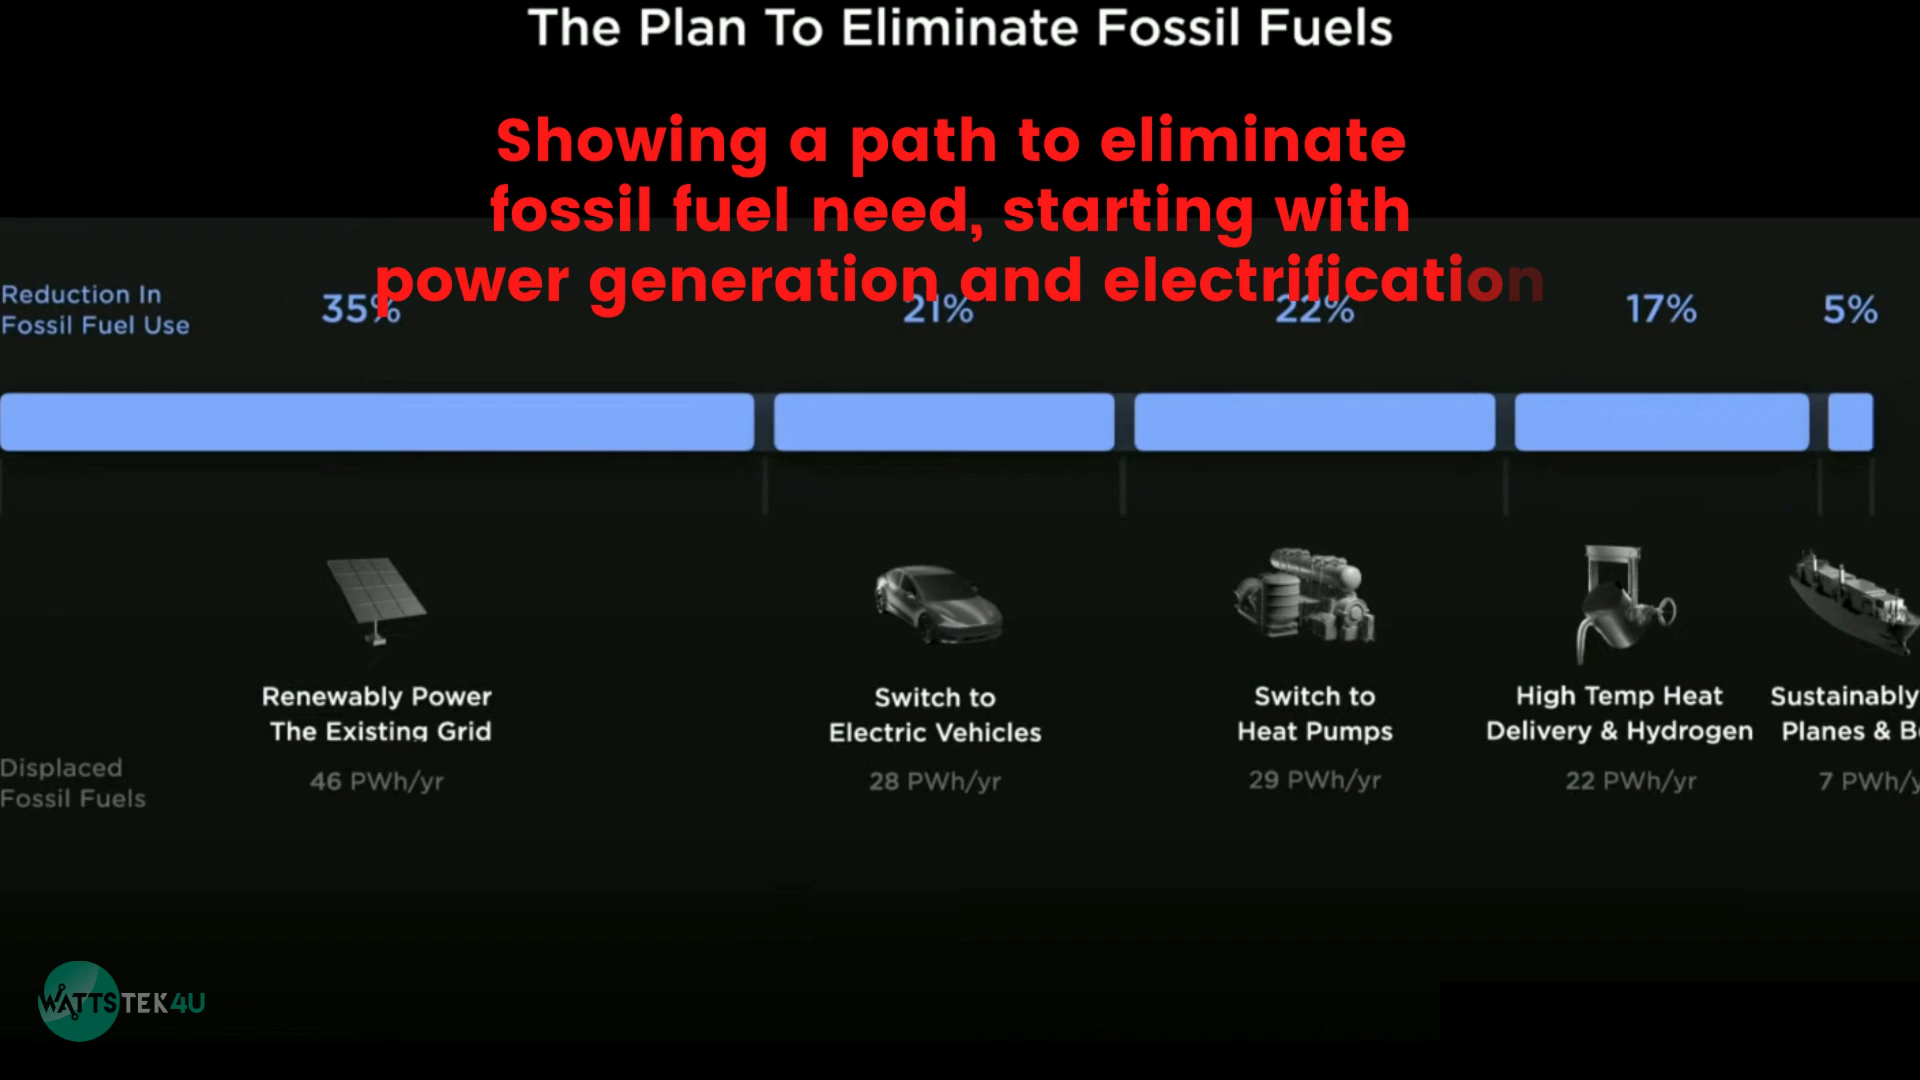 The Plan To Eliminate Fossil Fuels
Showing a path to eliminate
fossil fuel need, starting with
power generation and electrification
Reduction In
Fossil Fuel Use
35%
21%
22%
17%
5%
Renewably Power
The Existing Grid
Switch to
Electric Vehicles
Switch to
Heat Pumps
High Temp Heat
Delivery & Hydrogen
Sustainably
Planes &
Displaced
Fossil Fuels
46 PWh/yr
28 PWh/yr
29 PWh/yr
22 PWh/yr
7 PWh/y
WATTSTEK4U